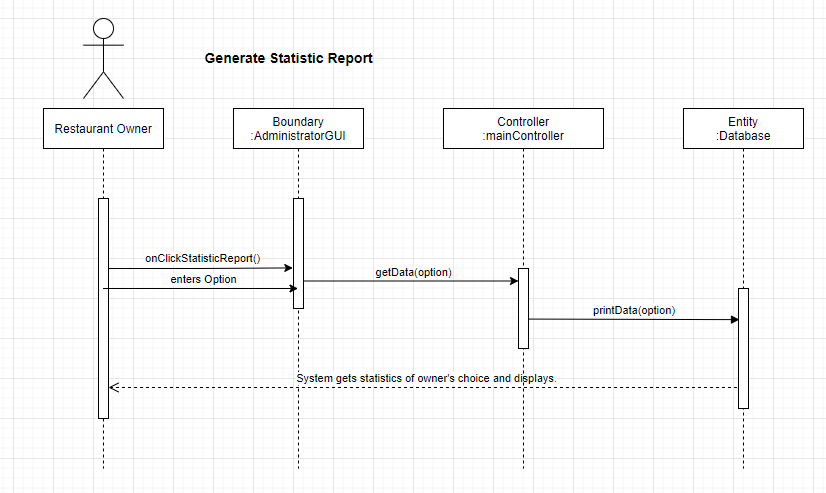 Generate Statistic Report
Restaurant Owner
Boundary
:AdministratorGUI
Controller
:mainController
Entity
:Database
onClickStatisticReport()
getData(option)
enters Option
printData(option)
System gets statistics of owner's choice and displays.